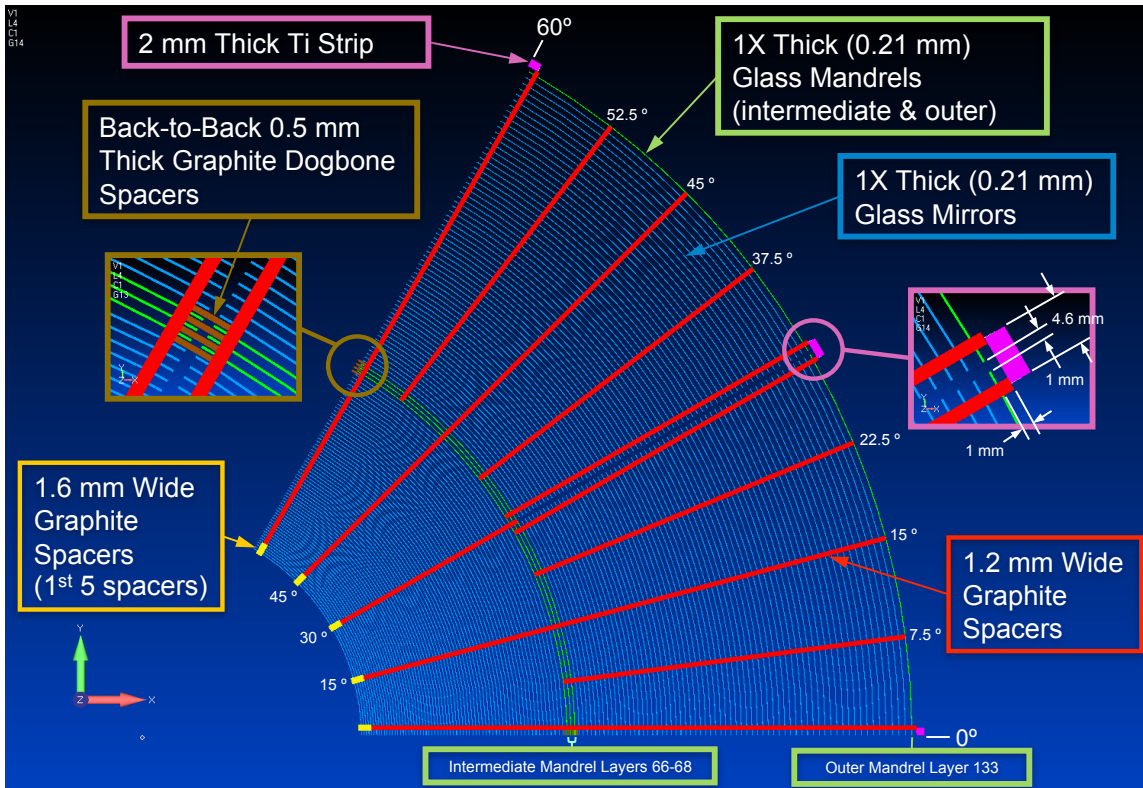 V1
L4
C1
G14
2 mm Thick Ti Strip
60º
1X Thick (0.21 mm)
Glass Mandrels
(intermediate & outer)
Back-to-Back 0.5 mm
Thick Graphite Dogbone
Spacers
52.5 º
45 º
1X Thick (0.21 mm)
Glass Mirrors
37.5 º
V1
L4
C1
G13
Y
Z X
V1
L4
C1
G14
4.6 mm
1 mm
1 mm
Y
Z X
22.5 º
1.6 mm Wide
Graphite
Spacers
(1st 5 spacers)
45 º
30 º
15 º
15 º
1.2 mm Wide
Graphite
Spacers
7.5 º
Y
Z
X
0º
Intermediate Mandrel Layers 66-68
Outer Mandrel Layer 133